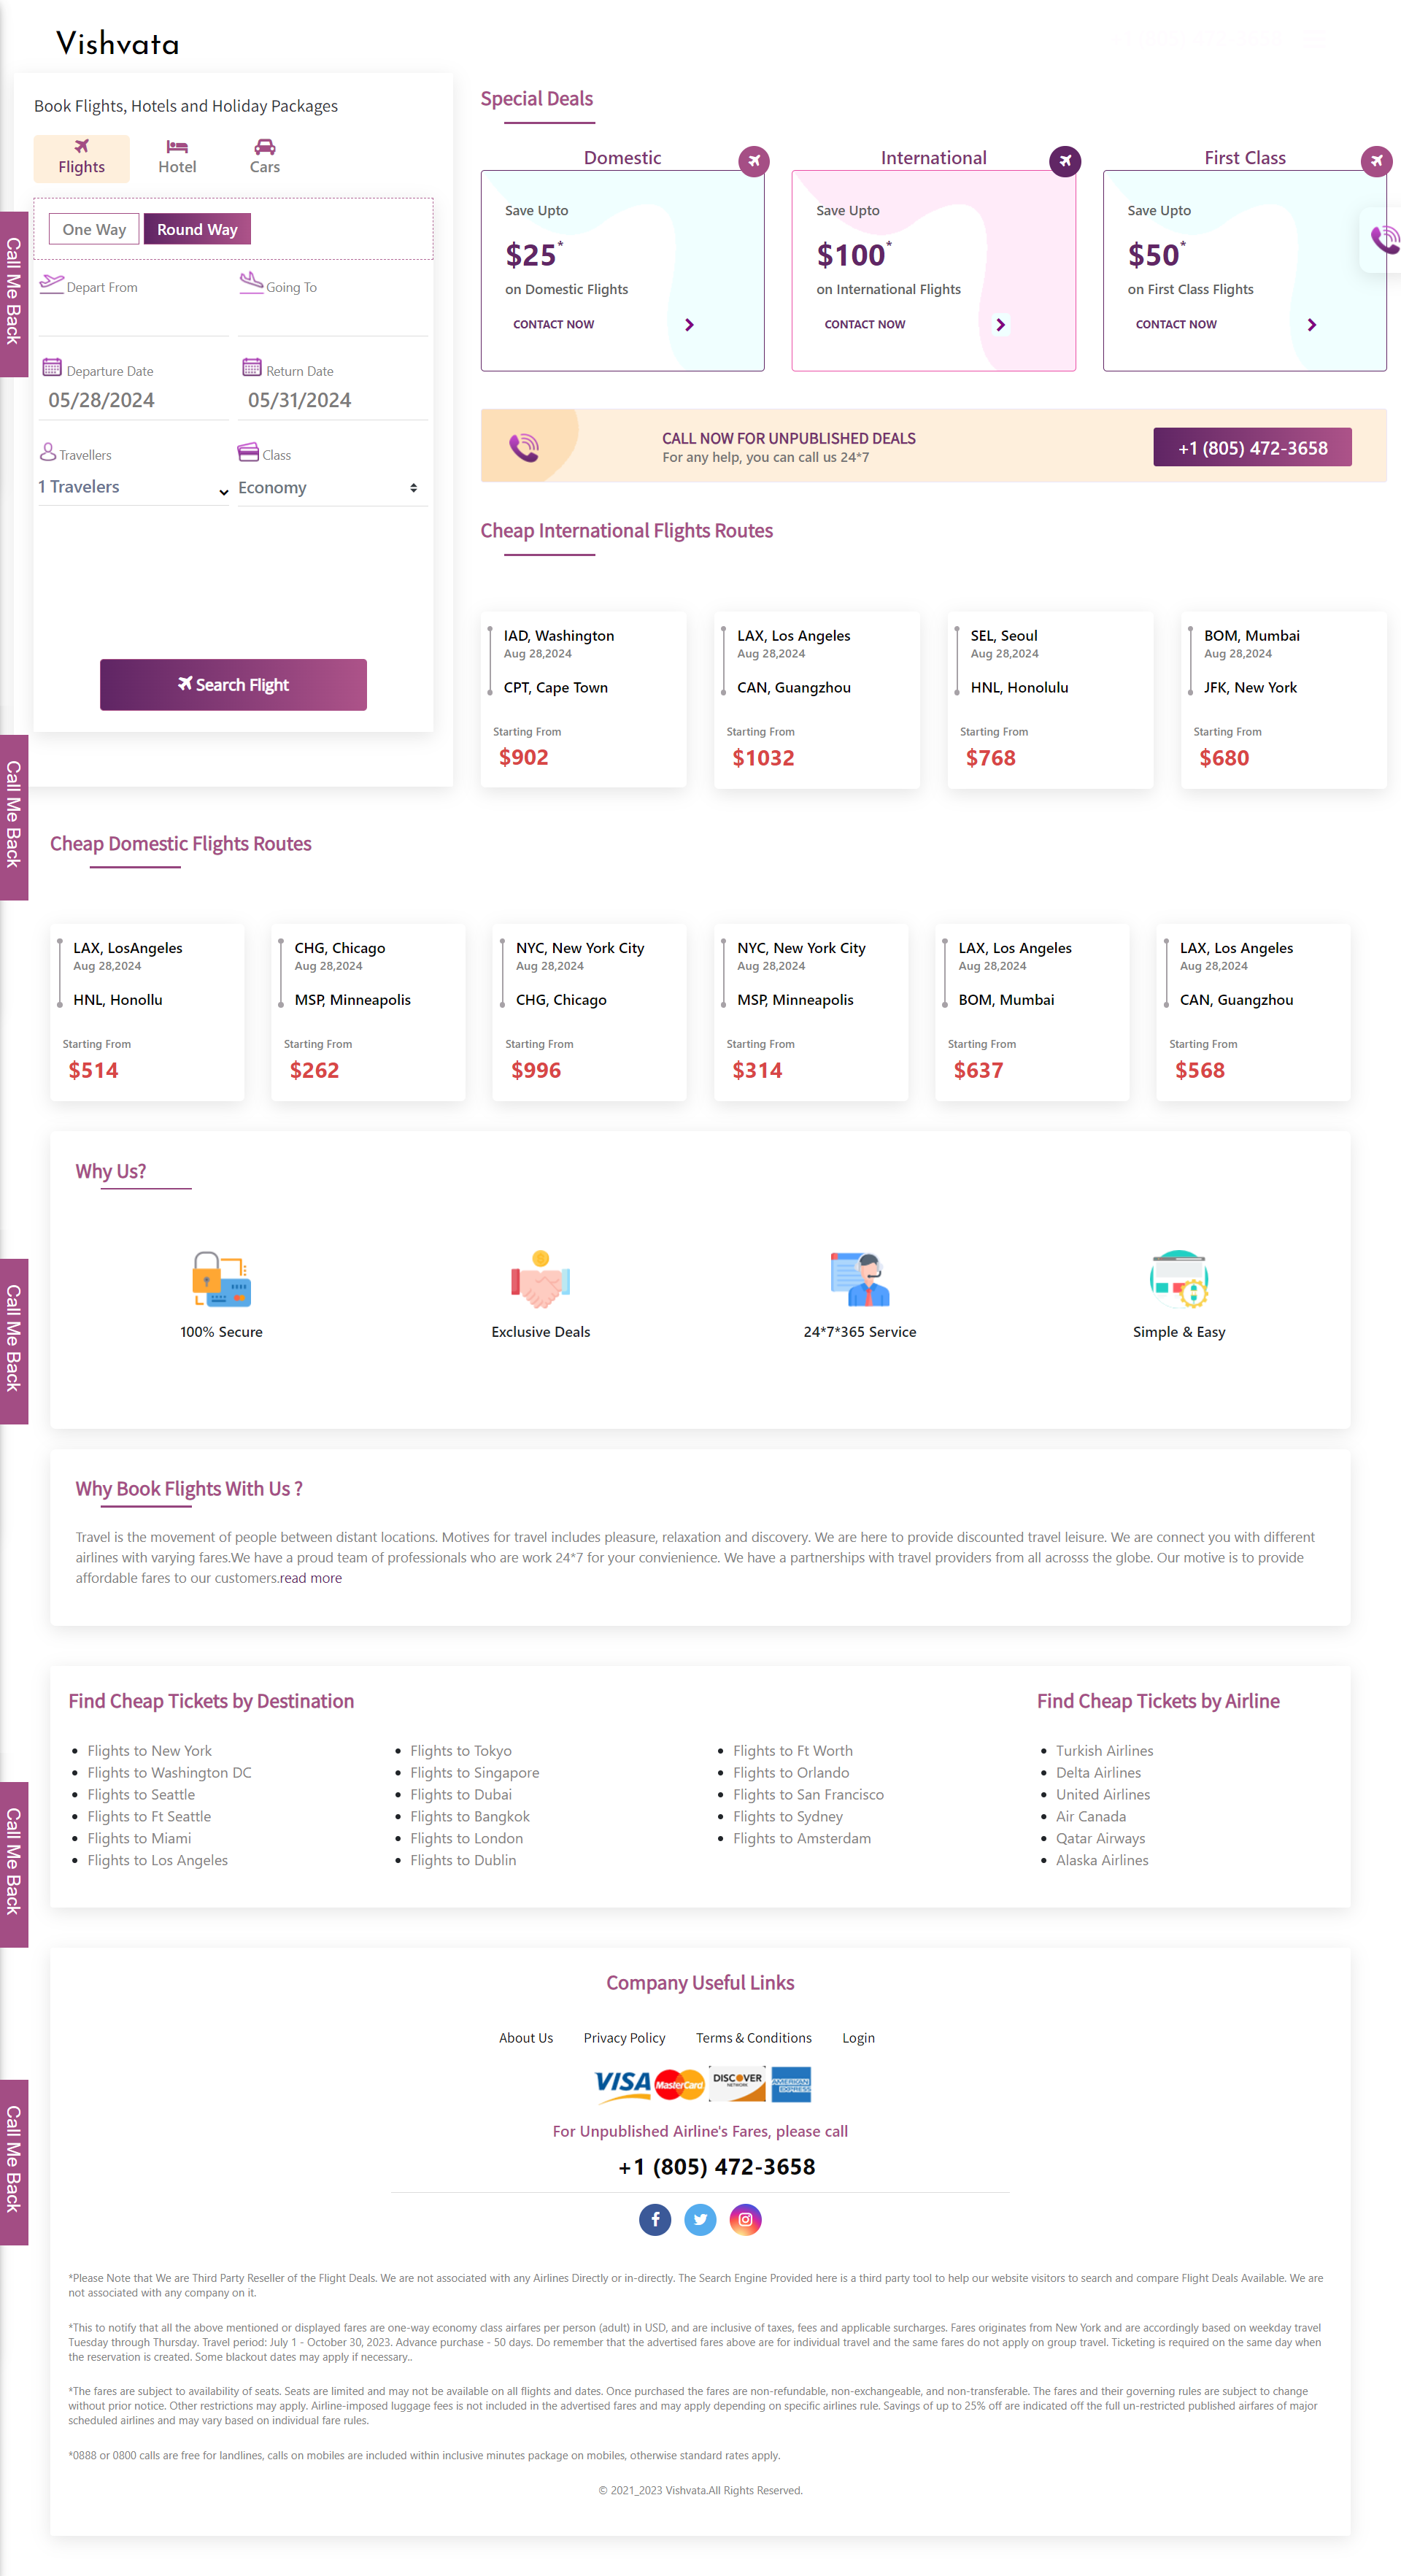 Vishvata
Book Flights, Hotels and Holiday Packages
Flights
Hotel
Cars
One Way
Round Way
Depart From
Going To
Departure Date
Return Date
05/28/2024
05/31/2024
Travellers
Class
1 Travelers
Economy
Search Flight
Call Me Back
Special Deals
Domestic
Save Upto
$25*
on Domestic Flights
CONTACT NOW
International
Save Upto
$100*
on International Flights
CONTACT NOW
First Class
Save Upto
$50*
on First Class Flights
CONTACT NOW
CALL NOW FOR UNPUBLISHED DEALS
For any help, you can call us 24*7
+1 (805) 472-3658
Cheap International Flights Routes
IAD, Washington
Aug 28,2024
CPT, Cape Town
Starting From
$902
LAX, Los Angeles
Aug 28,2024
CAN, Guangzhou
Starting From
$1032
SEL, Seoul
Aug 28,2024
HNL, Honolulu
Starting From
$768
BOM, Mumbai
Aug 28,2024
JFK, New York
Starting From
$680
Call Me Back
Cheap Domestic Flights Routes
LAX, LosAngeles
Aug 28,2024
HNL, Honollu
Starting From
$514
CHG, Chicago
Aug 28,2024
MSP, Minneapolis
Starting From
$262
NYC, New York City
Aug 28,2024
CHG, Chicago
Starting From
$996
NYC, New York City
Aug 28,2024
MSP, Minneapolis
Starting From
$314
LAX, Los Angeles
Aug 28,2024
BOM, Mumbai
Starting From
$637
LAX, Los Angeles
Aug 28,2024
CAN, Guangzhou
Starting From
$568
Why Us?
100% Secure
Exclusive Deals
24*7*365 Service
Simple & Easy
Call Me Back
Why Book Flights With Us ?
Travel is the movement of people between distant locations. Motives for travel includes pleasure, relaxation and discovery. We are here to provide discounted travel leisure. We are connect you with different
airlines with varying fares.We have a proud team of professionals who are work 24*7 for your convienience. We have a partnerships with travel providers from all acrosss the globe. Our motive is to provide
affordable fares to our customers.read more
Find Cheap Tickets by Destination
Flights to New York
Flights to Washington DC
Flights to Seattle
Flights to Ft Seattle
Flights to Miami
Flights to Los Angeles
Flights to Tokyo
Flights to Singapore
Flights to Dubai
Flights to Bangkok
Flights to London
Flights to Dublin
Flights to Ft Worth
Flights to Orlando
Flights to San Francisco
Flights to Sydney
Flights to Amsterdam
Find Cheap Tickets by Airline
Turkish Airlines
Delta Airlines
United Airlines
Air Canada
Qatar Airways
Alaska Airlines
Call Me Back
Company Useful Links
About Us
Privacy Policy
Terms & Conditions
Login
VISA
MasterCard
DISCOVER
NETWORK
AMERICAN
EXPRESS
For Unpublished Airline's Fares, please call
+1 (805) 472-3658
Call Me Back
*Please Note that We are Third Party Reseller of the Flight Deals. We are not associated with any Airlines Directly or in-directly. The Search Engine Provided here is a third party tool to help our website visitors to search and compare Flight Deals Available. We are
not associated with any company on it.
*This to notify that all the above mentioned or displayed fares are one-way economy class airfares per person (adult) in USD, and are inclusive of taxes, fees and applicable surcharges. Fares originates from New York and are accordingly based on weekday travel
Tuesday through Thursday. Travel period: July 1 - October 30, 2023. Advance purchase - 50 days. Do remember that the advertised fares above are for individual travel and the same fares do not apply on group travel. Ticketing is required on the same day when
the reservation is created. Some blackout dates may apply if necessary..
*The fares are subject to availability of seats. Seats are limited and may not be available on all flights and dates. Once purchased the fares are non-refundable, non-exchangeable, and non-transferable. The fares and their governing rules are subject to change
without prior notice. Other restrictions may apply. Airline-imposed luggage fees is not included in the advertised fares and may apply depending on specific airlines rule. Savings of up to 25% off are indicated off the full un-restricted published airfares of major
scheduled airlines and may vary based on individual fare rules.
*0888 or 0800 calls are free for landlines, calls on mobiles are included within inclusive minutes package on mobiles, otherwise standard rates apply.
© 2021_2023 Vishvata.All Rights Reserved.